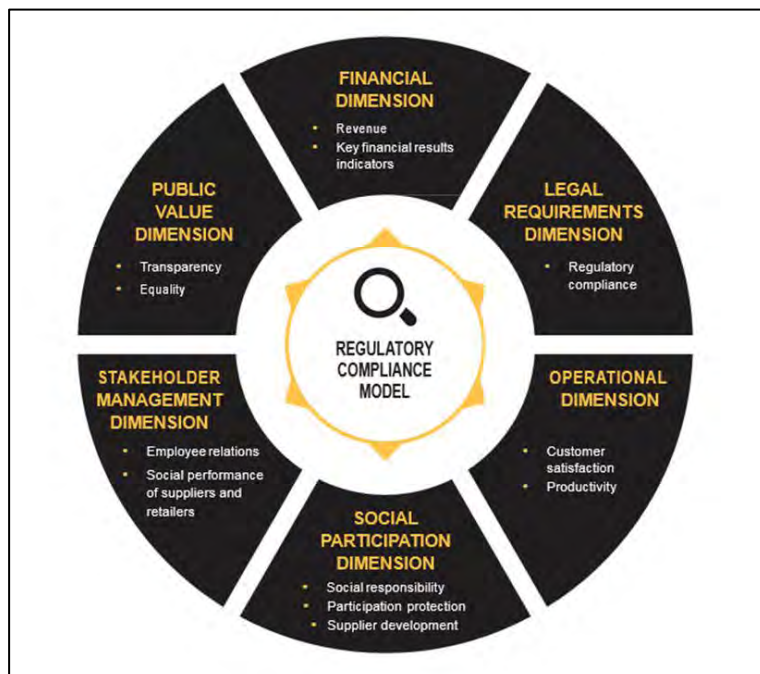 FINANCIAL
DIMENSION
• Revenue
• Key financial results
indicators
LEGAL
REQUIREMENTS
DIMENSION
• Regulatory
compliance
OPERATIONAL
DIMENSION
• Customer
satisfaction
• Productivity
SOCIAL
PARTICIPATION
DIMENSION
• Social responsibility
• Participation protection
• Supplier development
STAKEHOLDER
MANAGEMENT
DIMENSION
• Employee relations
• Social performance
of suppliers and
retailers
PUBLIC
VALUE
DIMENSION
• Transparency
• Equality
REGULATORY
COMPLIANCE
MODEL